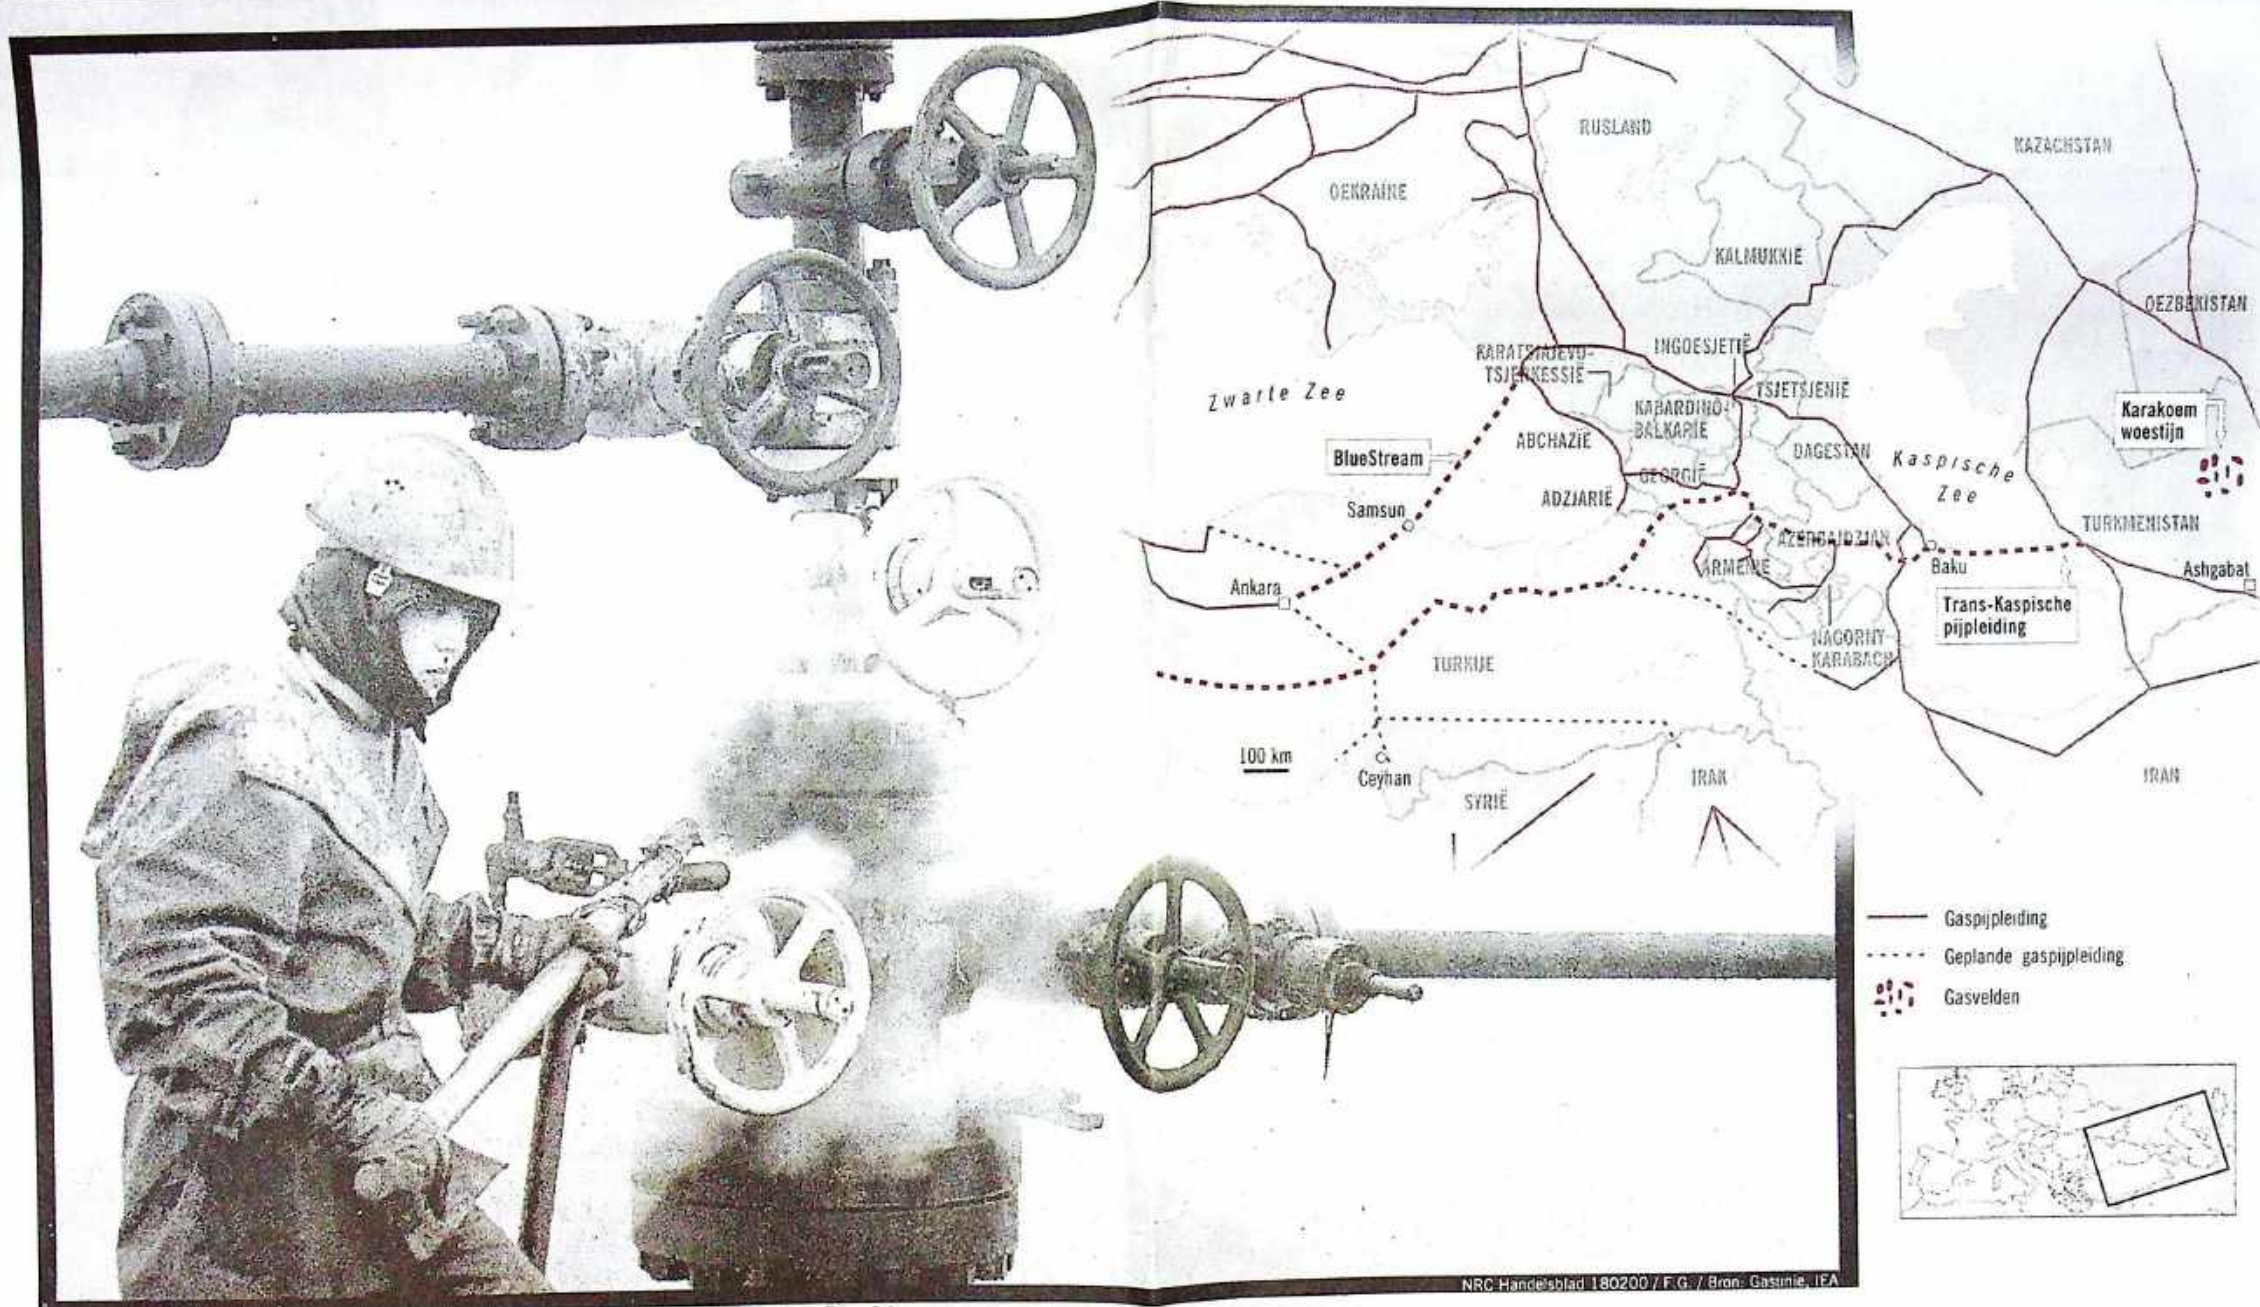 RUSLAND
KAZACHSTAN
OEKRAÏNE
KALMUKKIË
OEZBEKISTAN
KARATSJAJEVO-
TSJERKESSIË
INGOESJETIË
TSJETSJENIË
Zwarte Zee
KABARDINO-
BALKARIË
Karakoem
woestijn
ABCHAZIË
DAGESTAN
Kaspische
Zee
BlueStream
GEORGIË
ADZJARIË
Samsun
TURKMENISTAN
AZERBAIDZJAN
ARMENIË
Baku
Ashgabat
Ankara
Trans-Kaspische
pijpleiding
NAGORNY
KARABACH
TURKIJE
100 km
Ceyhan
SYRIË
IRAK
IRAN
Gaspijpleiding
Geplande gaspijpleiding
Gasvelden
NRC Handelsblad 180200 / F.G. / Bron: Gasunie, IEA